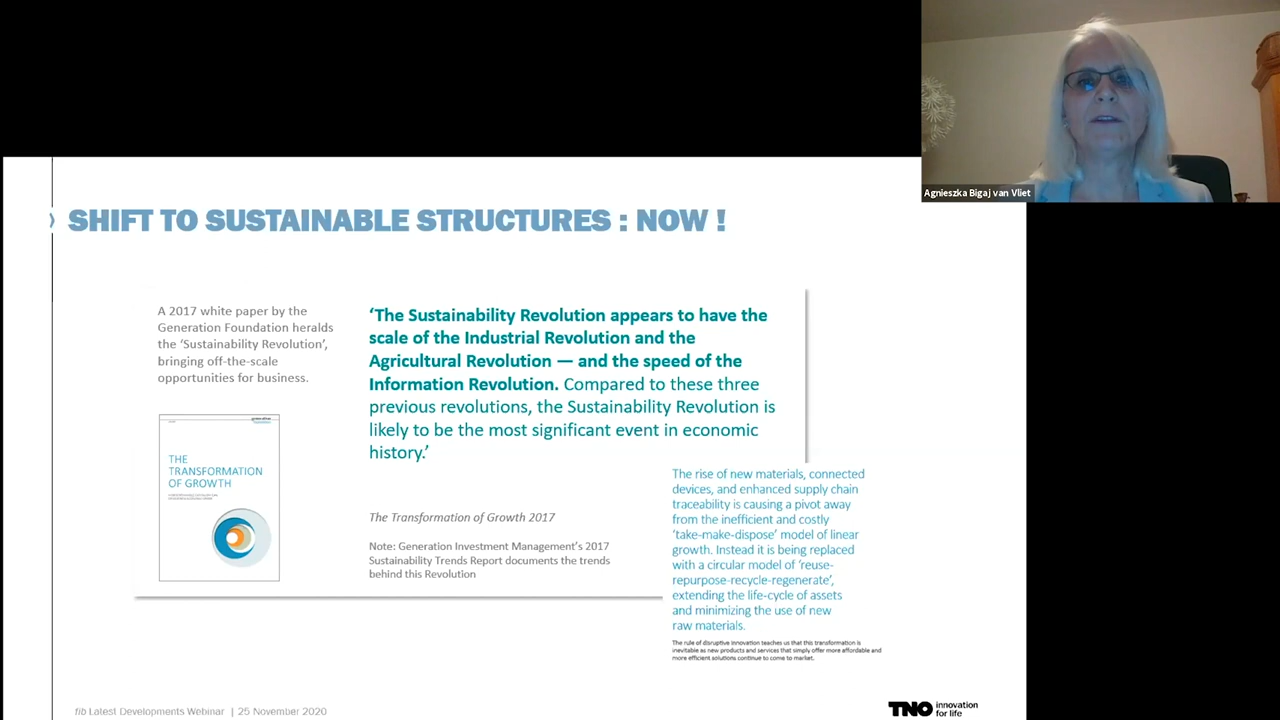 Agnieszka Bigaj van Vliet
SHIFT TO SUSTAINABLE STRUCTURES : NOW !
A 2017 white paper by the
Generation Foundation heralds
the ‘Sustainability Revolution’,
bringing off-the-scale
opportunities for business.
THE
TRANSFORMATION
OF GROWTH
‘The Sustainability Revolution appears to have the
scale of the Industrial Revolution and the
Agricultural Revolution — and the speed of the
Information Revolution. Compared to these three
previous revolutions, the Sustainability Revolution is
likely to be the most significant event in economic
history.’
The Transformation of Growth 2017
Note: Generation Investment Management’s 2017
Sustainability Trends Report documents the trends
behind this Revolution
The rise of new materials, connected
devices, and enhanced supply chain
traceability is causing a pivot away
from the inefficient and costly
‘take-make-dispose’ model of linear
growth. Instead it is being replaced
with a circular model of ‘reuse-
repurpose-recycle-regenerate’,
extending the life-cycle of assets
and minimizing the use of new
raw materials.
The rule of disruptive innovation teaches us that this transformation is
inevitable as new products and services that simply offer more affordable and
more efficient solutions continue to come to market.
fib Latest Developments Webinar | 25 November 2020
TNO innovation
for life